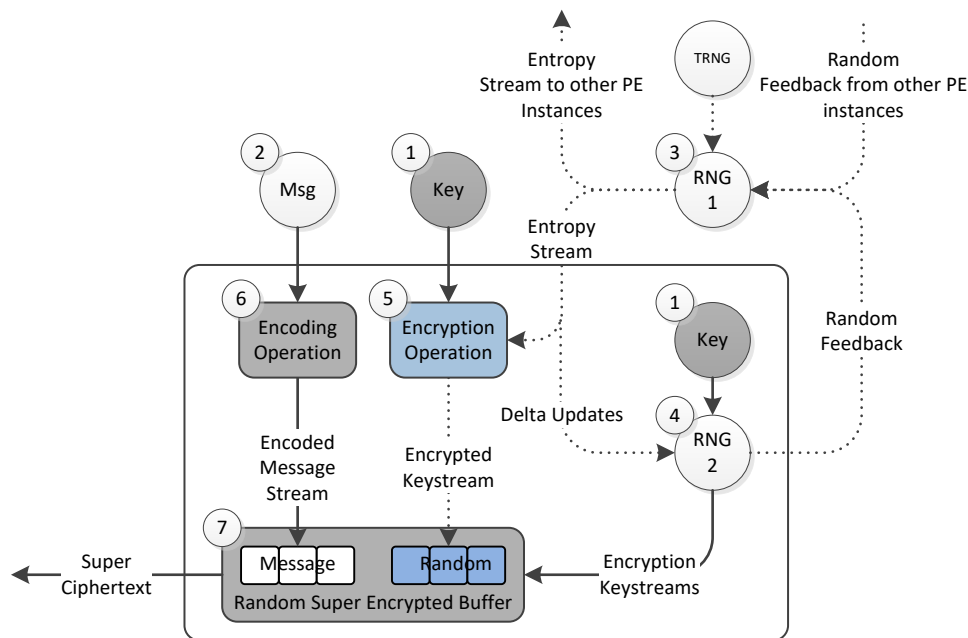 Entropy
Stream to other PE
Instances
TRNG
Random
Feedback from other PE
instances
2
Msg
1
Key
3
RNG
1
Entropy
Stream
6
Encoding
Operation
5
Encryption
Operation
1
Key
Random
Feedback
Delta Updates
4
RNG
2
Encoded
Message
Stream
Encrypted
Keystream
7
Message
Random
Random Super Encrypted Buffer
Encryption
Keystreams
Super
Ciphertext